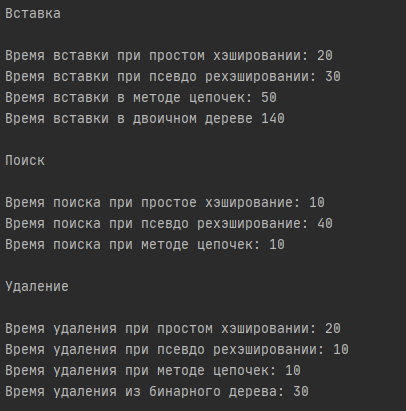 Вставка
Время вставки при простом хэшировании: 20
Время вставки при псевдо рехэшировании: 30
Время вставки в методе цепочек: 50
Время вставки в двоичном дереве 140
Поиск
Время поиска при простое хэширование: 10
Время поиска при псевдо рехэширование: 40
Время поиска при методе цепочек: 10
Удаление
Время удаления при простом хэшировании: 20
Время удаления при псевдо рехэшировании: 10
Время удаления при методе цепочек: 10
Время удаления из бинарного дерева: 30